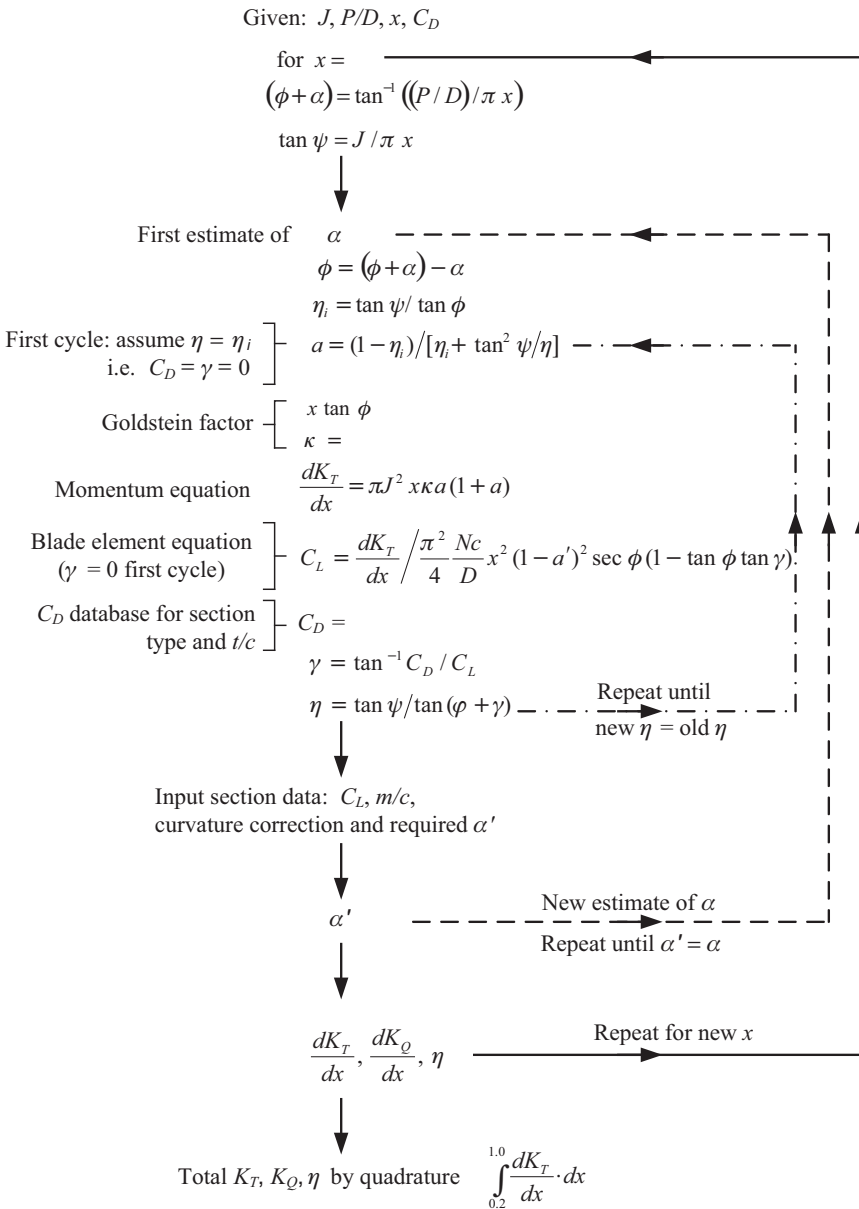 Given: J, P/D, x, C_D
for x =
(ϕ+α) = tan⁻¹ ((P/D)/π x)
tan ψ = J/π x
First estimate of α
ϕ = (ϕ+α) − α
η_i = tan ψ/ tan ϕ
First cycle: assume η = η_i
i.e. C_D = γ = 0
a = (1 − η_i)/[η_i + tan² ψ/η]
Goldstein factor
x tan ϕ
κ =
Momentum equation dK_T/dx = πJ² xκa(1+a)
Blade element equation
(γ = 0 first cycle)
C_L = dK_T/dx / π²/4 Nc/D x² (1 − a′)² sec ϕ (1 − tan ϕ tan γ)
C_D database for section
type and t/c
C_D =
γ = tan⁻¹ C_D / C_L
η = tan ψ/tan (φ + γ)
Repeat until
new η = old η
Input section data: C_L, m/c,
curvature correction and required α′
α′
New estimate of α
Repeat until α′ = α
dK_T/dx, dK_Q/dx, η
Repeat for new x
Total K_T, K_Q, η by quadrature ∫_0.2^1.0 dK_T/dx · dx